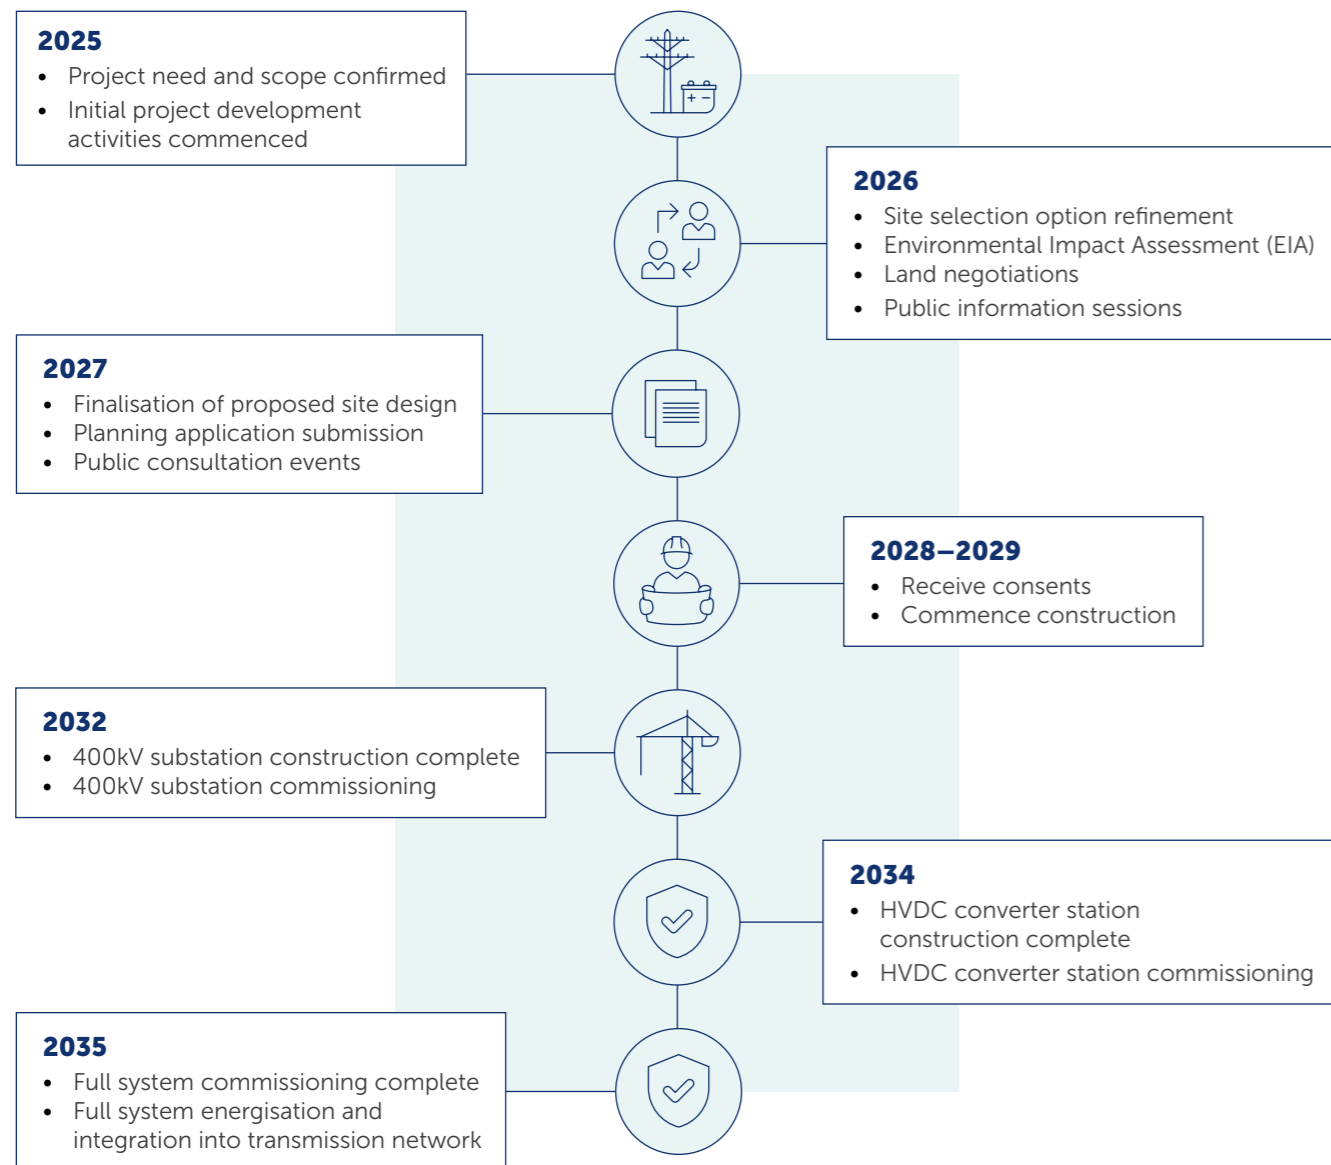 2025
• Project need and scope confirmed
• Initial project development
activities commenced
2026
• Site selection option refinement
• Environmental Impact Assessment (EIA)
• Land negotiations
• Public information sessions
2027
• Finalisation of proposed site design
• Planning application submission
• Public consultation events
2028–2029
• Receive consents
• Commence construction
2032
• 400kV substation construction complete
• 400kV substation commissioning
2034
• HVDC converter station
construction complete
• HVDC converter station commissioning
2035
• Full system commissioning complete
• Full system energisation and
integration into transmission network